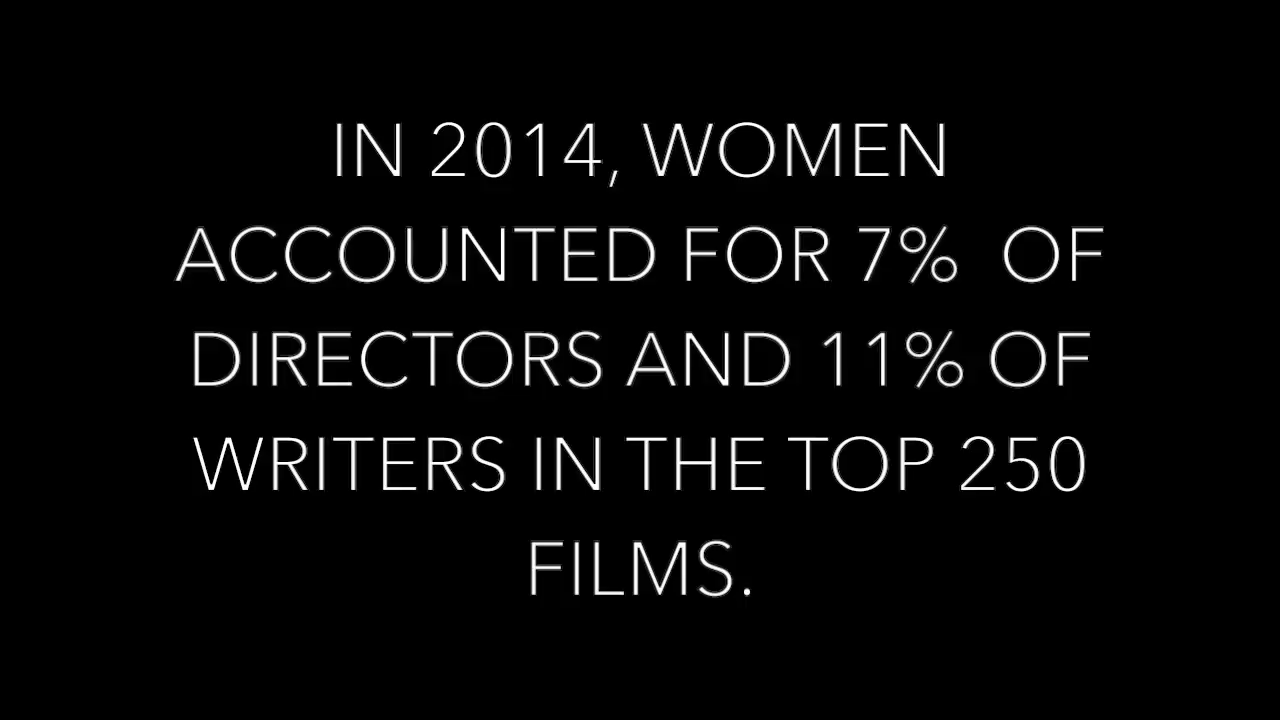 IN 2014, WOMEN
ACCOUNTED FOR 7%  OF
DIRECTORS AND 11% OF
WRITERS IN THE TOP 250
FILMS.